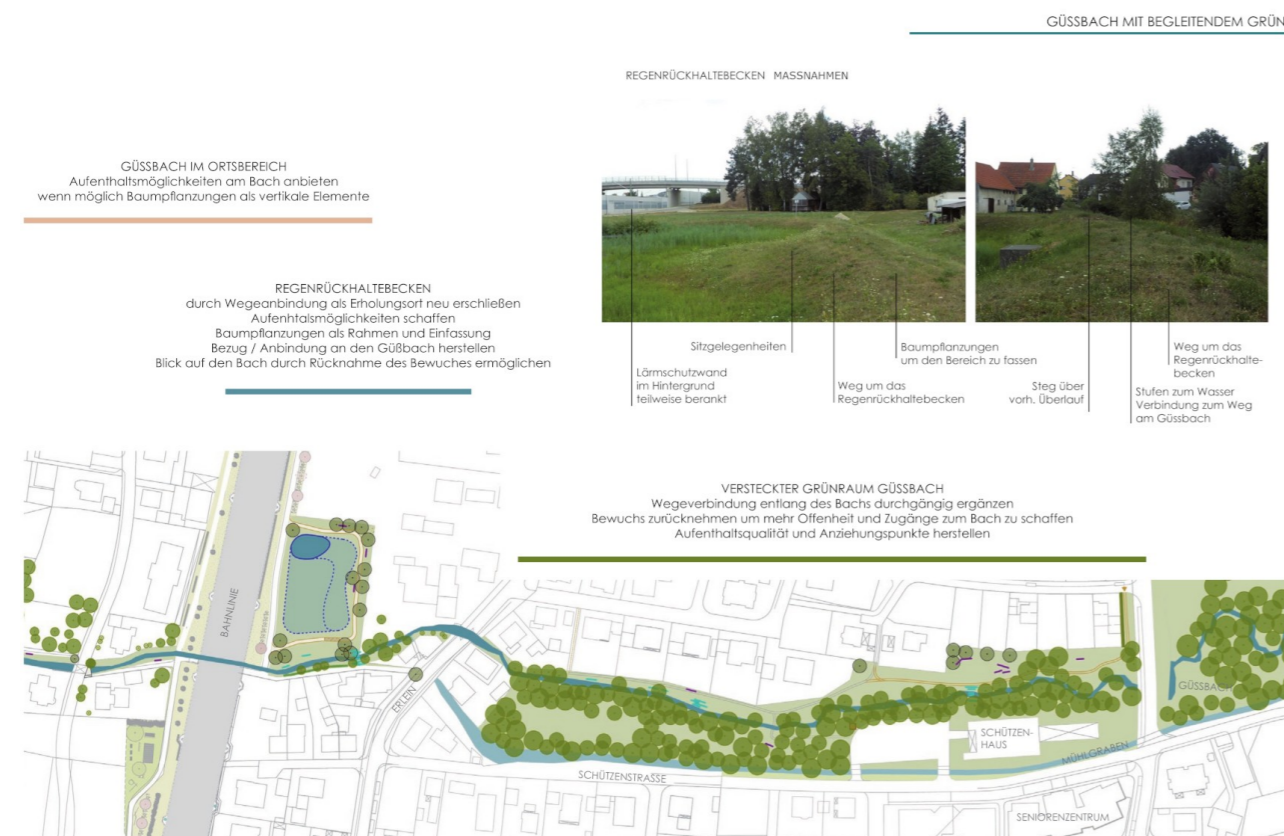 GÜSSBACH MIT BEGLEITENDEM GRÜN
REGENRÜCKHALTEBECKEN MASSNAHMEN
GÜSSBACH IM ORTSBEREICH
Aufenthaltsmöglichkeiten am Bach anbieten
wenn möglich Baumpflanzungen als vertikale Elemente
REGENRÜCKHALTEBECKEN
durch Wegeanbindung als Erholungsort neu erschließen
Aufenhtalsmöglichkeiten schaffen
Baumpflanzungen als Rahmen und Einfassung
Bezug / Anbindung an den Güßbach herstellen
Blick auf den Bach durch Rücknahme des Bewuches ermöglichen
Sitzgelegenheiten
Lärmschutzwand
im Hintergrund
teilweise berankt
Baumpflanzungen
um den Bereich zu fassen
Weg um das
Regenrückhaltebecken
Steg über
vorh. Überlauf
Weg um das
Regenrückhalte-
becken
Stufen zum Wasser
Verbindung zum Weg
am Güssbach
VERSTECKTER GRÜNRAUM GÜSSBACH
Wegeverbindung entlang des Bachs durchgängig ergänzen
Bewuchs zurücknehmen um mehr Offenheit und Zugänge zum Bach zu schaffen
Aufenthaltsqualität und Anziehungspunkte herstellen
BAHNLINIE
ERLEIN
SCHÜTZENSTRASSE
SCHÜTZEN-
HAUS
MÜHLGRABEN
GÜSSBACH
SENIORENZENTRUM